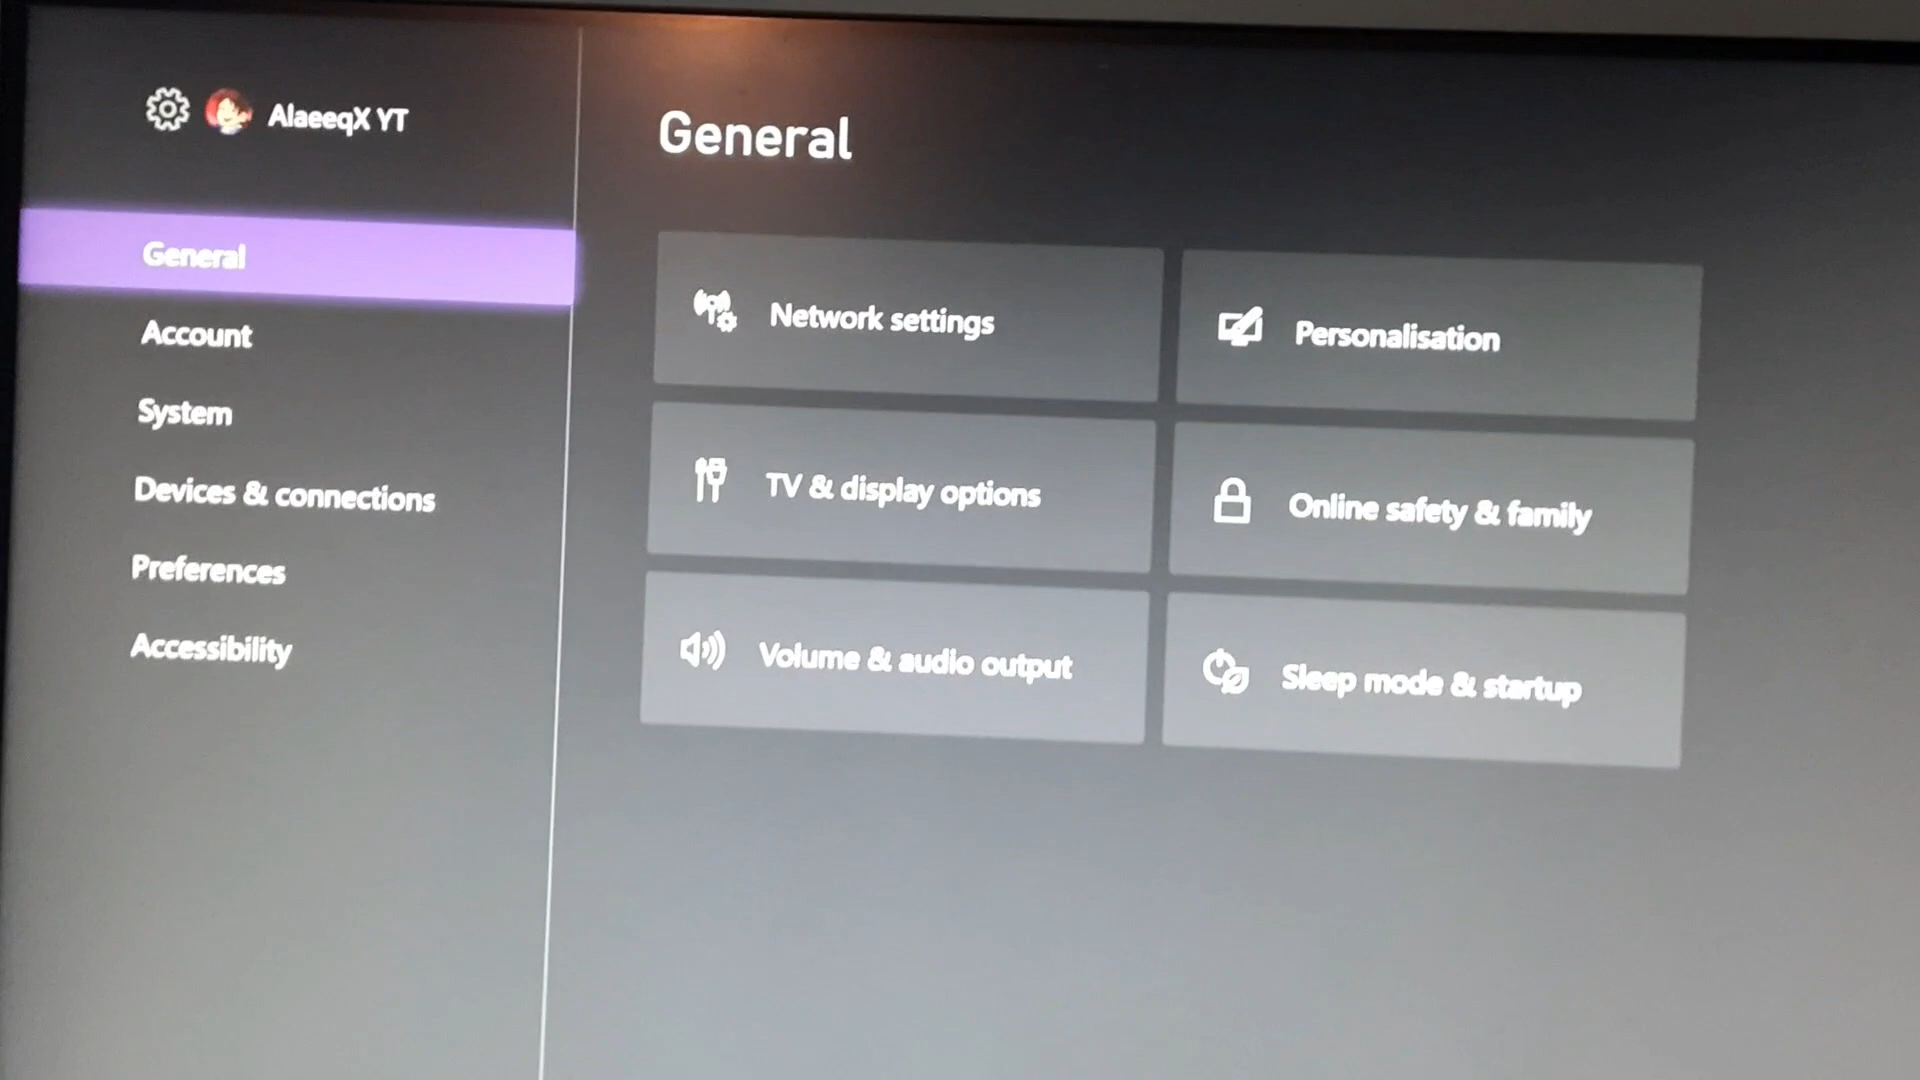 AlaeeqX YT
General
Account
System
Devices & connections
Preferences
Accessibility
General
Network settings
Personalisation
TV & display options
Online safety & family
Volume & audio output
Sleep mode & startup